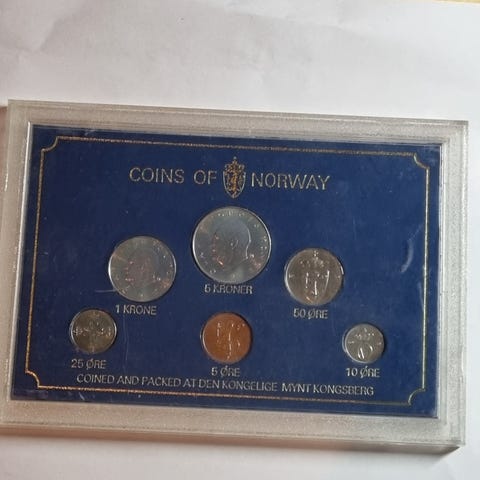 COINS OF NORWAY
5 KRONER
1 KRONE
50 ØRE
25 ØRE
5 ØRE
10 ØRE
COINED AND PACKED AT DEN KONGELIGE MYNT KONGSBERG